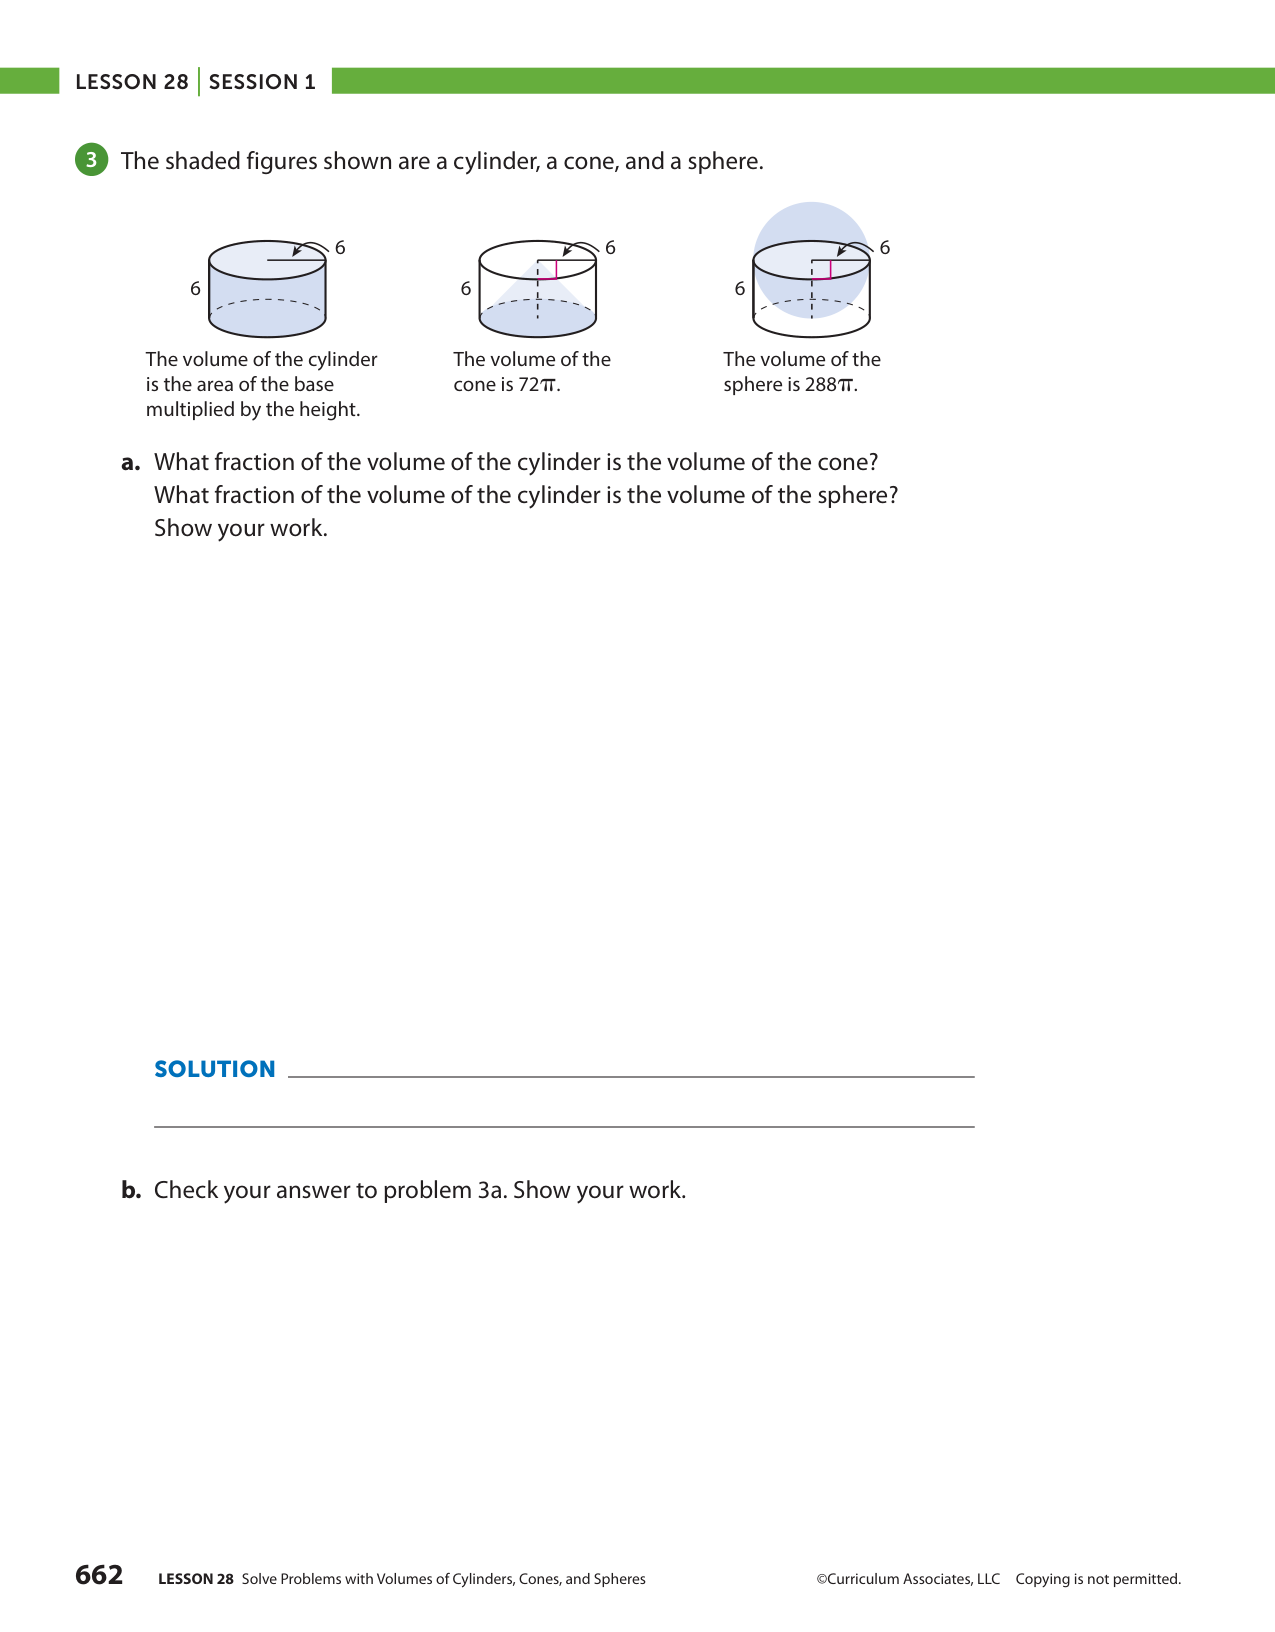 LESSON 28 | SESSION 1
3 The shaded figures shown are a cylinder, a cone, and a sphere.
6
6
6
6
6
6
The volume of the cylinder
is the area of the base
multiplied by the height.
The volume of the
cone is 72π.
The volume of the
sphere is 288π.
a. What fraction of the volume of the cylinder is the volume of the cone?
What fraction of the volume of the cylinder is the volume of the sphere?
Show your work.
SOLUTION
b. Check your answer to problem 3a. Show your work.
662 LESSON 28 Solve Problems with Volumes of Cylinders, Cones, and Spheres ©Curriculum Associates, LLC Copying is not permitted.